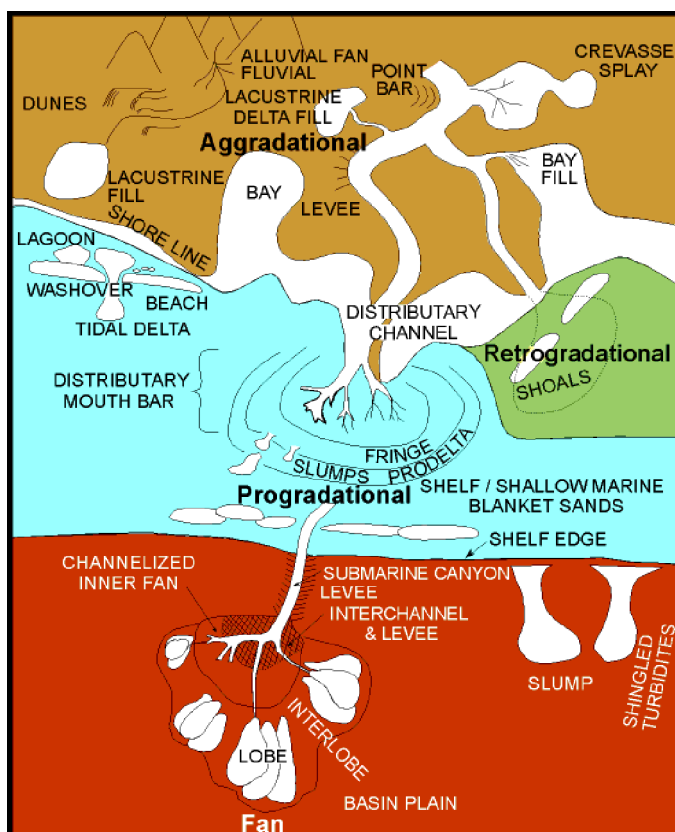 ALLUVIAL FAN
FLUVIAL
CREVASSE
SPLAY
POINT
BAR
DUNES
LACUSTRINE
DELTA FILL
Aggradational
LACUSTRINE
FILL
BAY
LEVEE
BAY
FILL
SHORE LINE
LAGOON
WASHOVER
BEACH
TIDAL DELTA
DISTRIBUTARY
CHANNEL
Retrogradational
SHOALS
DISTRIBUTARY
MOUTH BAR
FRINGE
SLUMPS PRODELTA
Progradational
SHELF / SHALLOW MARINE
BLANKET SANDS
SHELF EDGE
CHANNELIZED
INNER FAN
SUBMARINE CANYON
LEVEE
INTERCHANNEL
& LEVEE
SLUMP
SHINGLED
TURBIDITES
INTERLOBE
LOBE
BASIN PLAIN
Fan